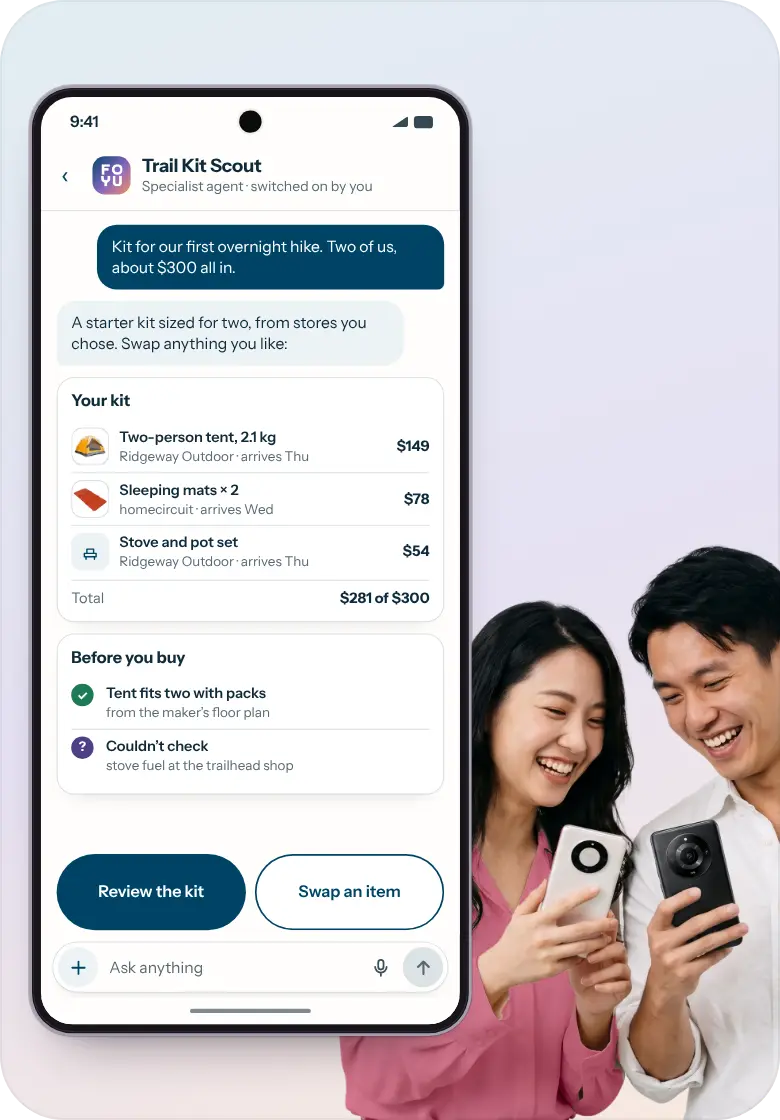 9:41
FO
YU
Trail Kit Scout
Specialist agent · switched on by you
Kit for our first overnight hike. Two of us,
about $300 all in.
A starter kit sized for two, from stores you
chose. Swap anything you like:
Your kit
Two-person tent, 2.1 kg
Ridgeway Outdoor · arrives Thu
$149
Sleeping mats × 2
homecircuit · arrives Wed
$78
Stove and pot set
Ridgeway Outdoor · arrives Thu
$54
Total
$281 of $300
Before you buy
Tent fits two with packs
from the maker's floor plan
?
Couldn't check
stove fuel at the trailhead shop
Review the kit
Swap an item
Ask anything